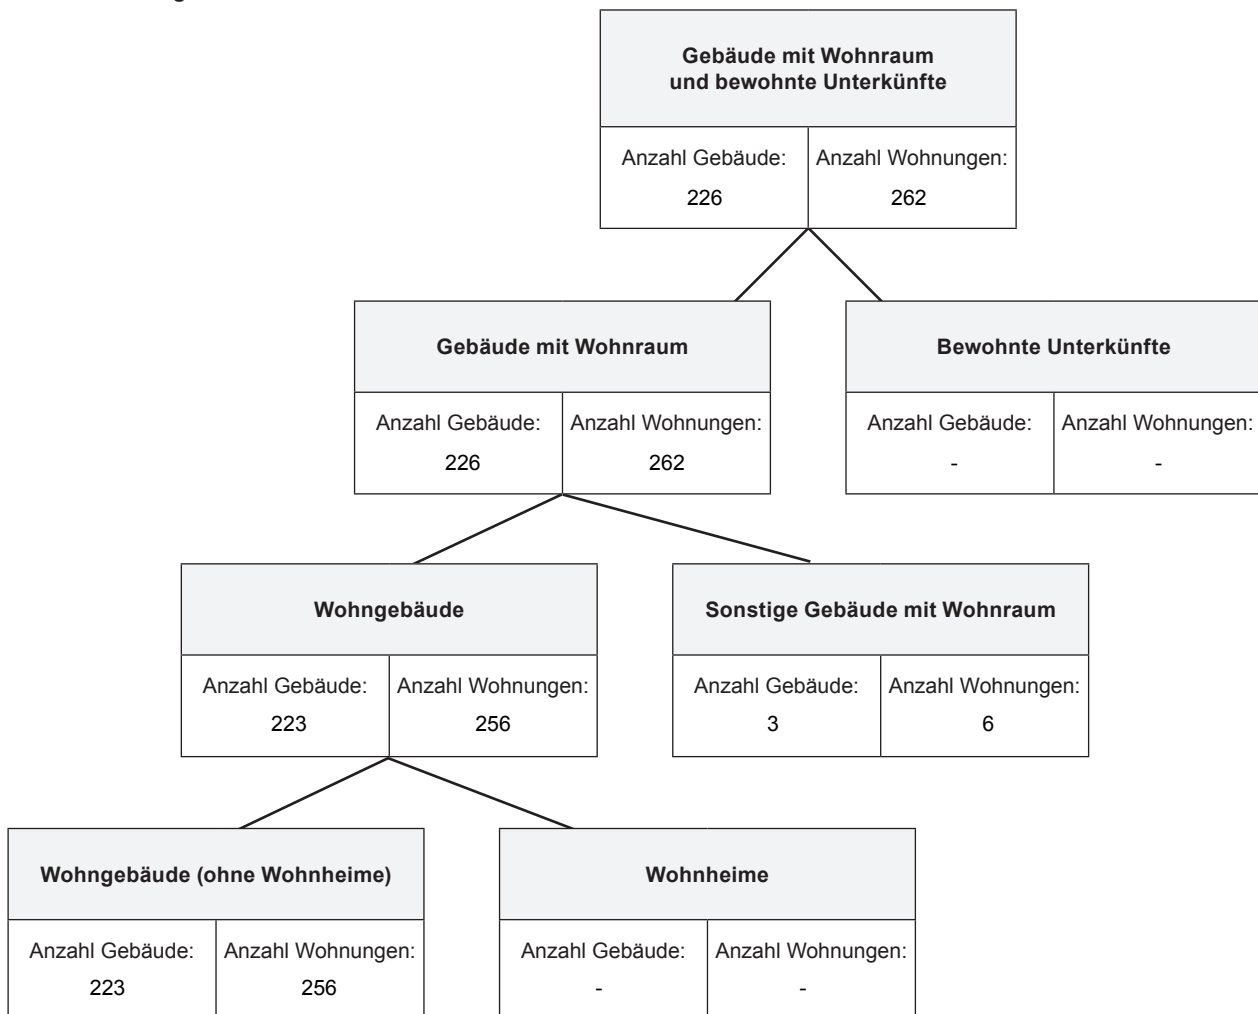 Gebäude mit Wohnraum
und bewohnte Unterkünfte
Anzahl Gebäude: Anzahl Wohnungen:
226 262
Gebäude mit Wohnraum
Bewohnte Unterkünfte
Anzahl Gebäude: Anzahl Wohnungen:
226 262
Anzahl Gebäude: Anzahl Wohnungen:
- -
Wohngebäude
Sonstige Gebäude mit Wohnraum
Anzahl Gebäude: Anzahl Wohnungen:
223 256
Anzahl Gebäude: Anzahl Wohnungen:
3 6
Wohngebäude (ohne Wohnheime)
Wohnheime
Anzahl Gebäude: Anzahl Wohnungen:
223 256
Anzahl Gebäude: Anzahl Wohnungen:
- -